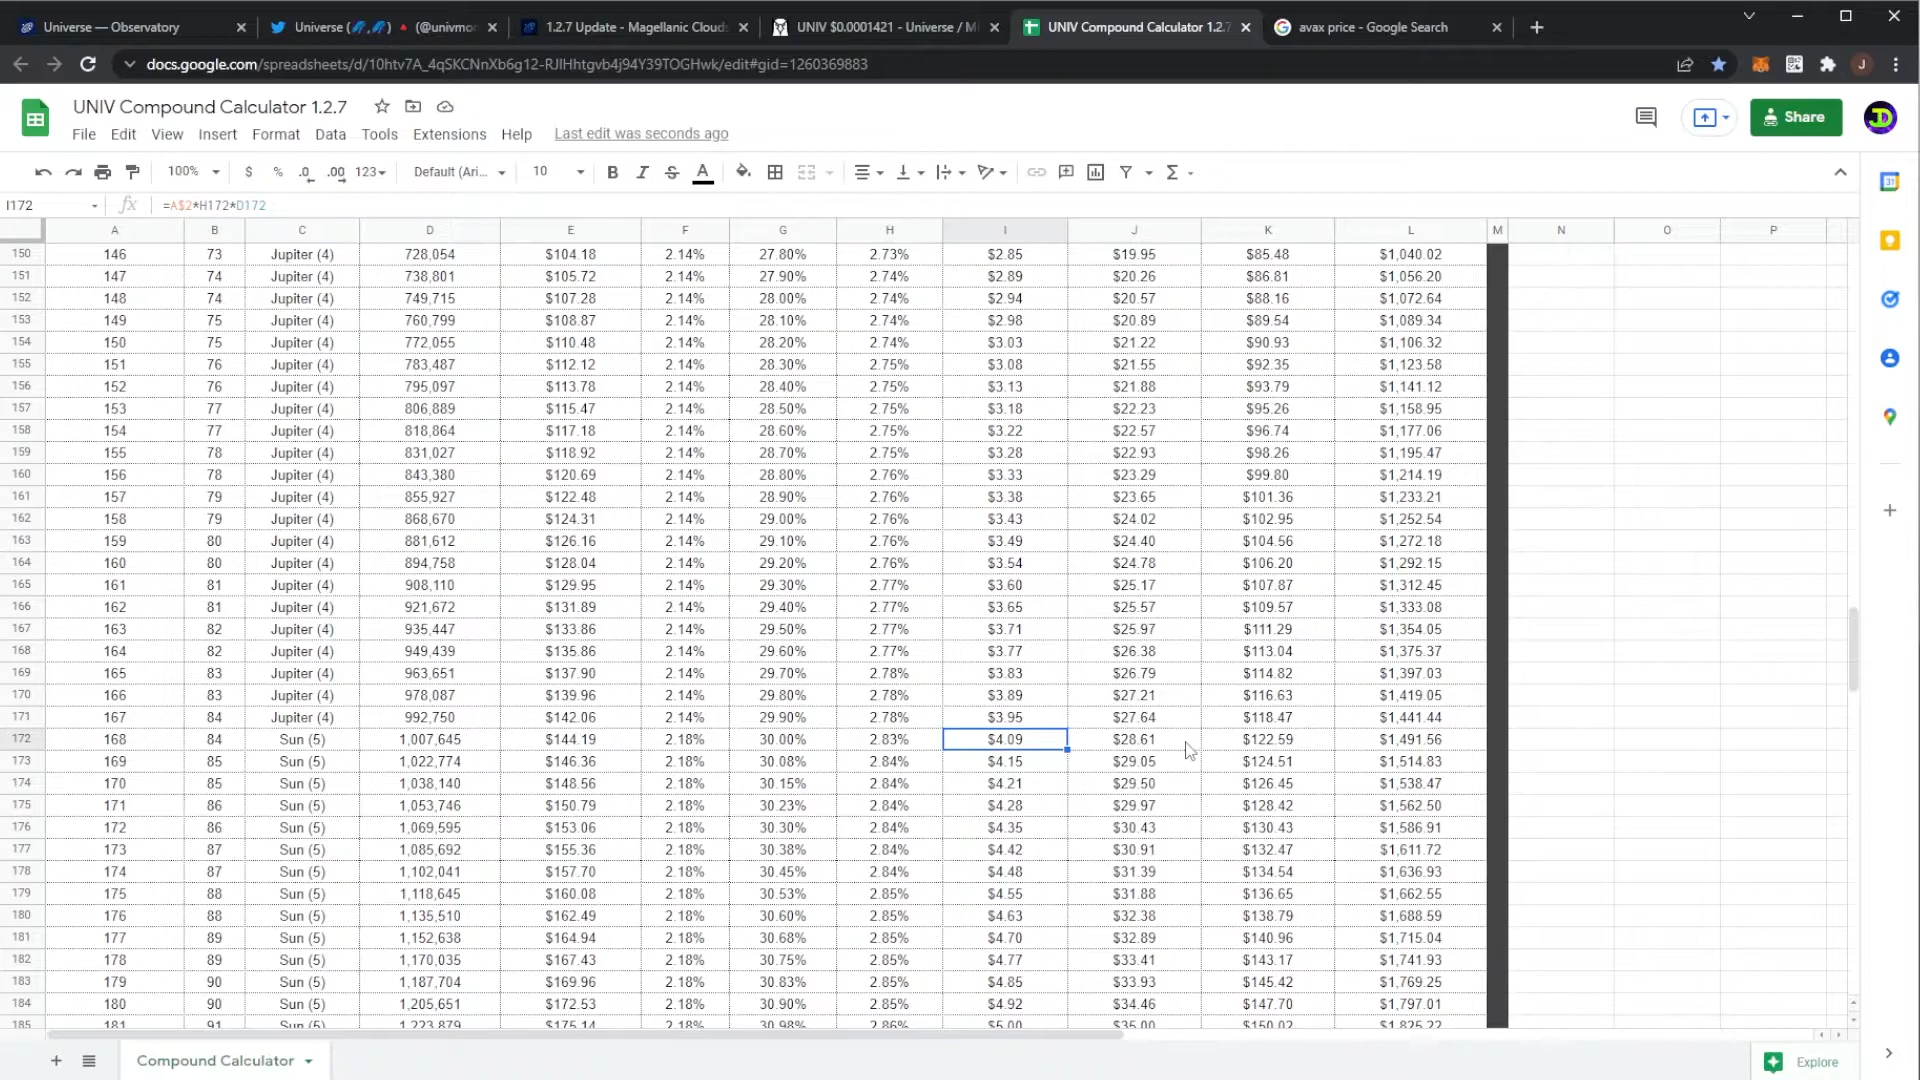 Universe — Observatory
Universe (🌌,🌌) 🔺 (@univmon
1.2.7 Update - Magellanic Clouds
UNIV $0.0001421 - Universe / M
UNIV Compound Calculator 1.2.7
avax price - Google Search
docs.google.com/spreadsheets/d/10htv7A_4qSKCNnXb6g12-RJIHhtgvb4j94Y39TOGHwk/edit#gid=1260369883
J
UNIV Compound Calculator 1.2.7
File Edit View Insert Format Data Tools Extensions Help Last edit was seconds ago
Share
100% $ % .0 .00 123 Default (Ari... 10 B I S A
I172 fx =A$2*H172*D172
A B C D E F G H I J K L M N O P
150 146 73 Jupiter (4) 728,054 $104.18 2.14% 27.80% 2.73% $2.85 $19.95 $85.48 $1,040.02
151 147 74 Jupiter (4) 738,801 $105.72 2.14% 27.90% 2.74% $2.89 $20.26 $86.81 $1,056.20
152 148 74 Jupiter (4) 749,715 $107.28 2.14% 28.00% 2.74% $2.94 $20.57 $88.16 $1,072.64
153 149 75 Jupiter (4) 760,799 $108.87 2.14% 28.10% 2.74% $2.98 $20.89 $89.54 $1,089.34
154 150 75 Jupiter (4) 772,055 $110.48 2.14% 28.20% 2.74% $3.03 $21.22 $90.93 $1,106.32
155 151 76 Jupiter (4) 783,487 $112.12 2.14% 28.30% 2.75% $3.08 $21.55 $92.35 $1,123.58
156 152 76 Jupiter (4) 795,097 $113.78 2.14% 28.40% 2.75% $3.13 $21.88 $93.79 $1,141.12
157 153 77 Jupiter (4) 806,889 $115.47 2.14% 28.50% 2.75% $3.18 $22.23 $95.26 $1,158.95
158 154 77 Jupiter (4) 818,864 $117.18 2.14% 28.60% 2.75% $3.22 $22.57 $96.74 $1,177.06
159 155 78 Jupiter (4) 831,027 $118.92 2.14% 28.70% 2.75% $3.28 $22.93 $98.26 $1,195.47
160 156 78 Jupiter (4) 843,380 $120.69 2.14% 28.80% 2.76% $3.33 $23.29 $99.80 $1,214.19
161 157 79 Jupiter (4) 855,927 $122.48 2.14% 28.90% 2.76% $3.38 $23.65 $101.36 $1,233.21
162 158 79 Jupiter (4) 868,670 $124.31 2.14% 29.00% 2.76% $3.43 $24.02 $102.95 $1,252.54
163 159 80 Jupiter (4) 881,612 $126.16 2.14% 29.10% 2.76% $3.49 $24.40 $104.56 $1,272.18
164 160 80 Jupiter (4) 894,758 $128.04 2.14% 29.20% 2.76% $3.54 $24.78 $106.20 $1,292.15
165 161 81 Jupiter (4) 908,110 $129.95 2.14% 29.30% 2.77% $3.60 $25.17 $107.87 $1,312.45
166 162 81 Jupiter (4) 921,672 $131.89 2.14% 29.40% 2.77% $3.65 $25.57 $109.57 $1,333.08
167 163 82 Jupiter (4) 935,447 $133.86 2.14% 29.50% 2.77% $3.71 $25.97 $111.29 $1,354.05
168 164 82 Jupiter (4) 949,439 $135.86 2.14% 29.60% 2.77% $3.77 $26.38 $113.04 $1,375.37
169 165 83 Jupiter (4) 963,651 $137.90 2.14% 29.70% 2.78% $3.83 $26.79 $114.82 $1,397.03
170 166 83 Jupiter (4) 978,087 $139.96 2.14% 29.80% 2.78% $3.89 $27.21 $116.63 $1,419.05
171 167 84 Jupiter (4) 992,750 $142.06 2.14% 29.90% 2.78% $3.95 $27.64 $118.47 $1,441.44
172 168 84 Sun (5) 1,007,645 $144.19 2.18% 30.00% 2.83% $4.09 $28.61 $122.59 $1,491.56
173 169 85 Sun (5) 1,022,774 $146.36 2.18% 30.08% 2.84% $4.15 $29.05 $124.51 $1,514.83
174 170 85 Sun (5) 1,038,140 $148.56 2.18% 30.15% 2.84% $4.21 $29.50 $126.45 $1,538.47
175 171 86 Sun (5) 1,053,746 $150.79 2.18% 30.23% 2.84% $4.28 $29.97 $128.42 $1,562.50
176 172 86 Sun (5) 1,069,595 $153.06 2.18% 30.30% 2.84% $4.35 $30.43 $130.43 $1,586.91
177 173 87 Sun (5) 1,085,692 $155.36 2.18% 30.38% 2.84% $4.42 $30.91 $132.47 $1,611.72
178 174 87 Sun (5) 1,102,041 $157.70 2.18% 30.45% 2.84% $4.48 $31.39 $134.54 $1,636.93
179 175 88 Sun (5) 1,118,645 $160.08 2.18% 30.53% 2.85% $4.55 $31.88 $136.65 $1,662.55
180 176 88 Sun (5) 1,135,510 $162.49 2.18% 30.60% 2.85% $4.63 $32.38 $138.79 $1,688.59
181 177 89 Sun (5) 1,152,638 $164.94 2.18% 30.68% 2.85% $4.70 $32.89 $140.96 $1,715.04
182 178 89 Sun (5) 1,170,035 $167.43 2.18% 30.75% 2.85% $4.77 $33.41 $143.17 $1,741.93
183 179 90 Sun (5) 1,187,704 $169.96 2.18% 30.83% 2.85% $4.85 $33.93 $145.42 $1,769.25
184 180 90 Sun (5) 1,205,651 $172.53 2.18% 30.90% 2.85% $4.92 $34.46 $147.70 $1,797.01
185 181 91 Sun (5) 1,223,879 $175.14 2.18% 30.98% 2.86% $5.00 $35.00 $150.02 $1,825.22
Compound Calculator
Explore